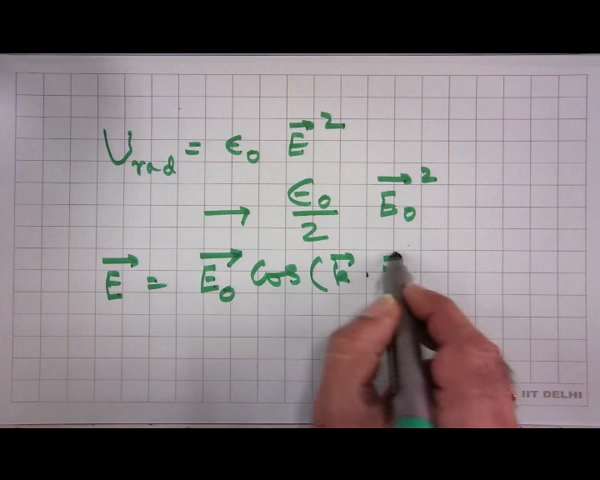 U_rad = ε₀ E⃗²
→ ε₀/2 E⃗₀²
E⃗ = E⃗₀ cos(k⃗ ·
IIT DELHI